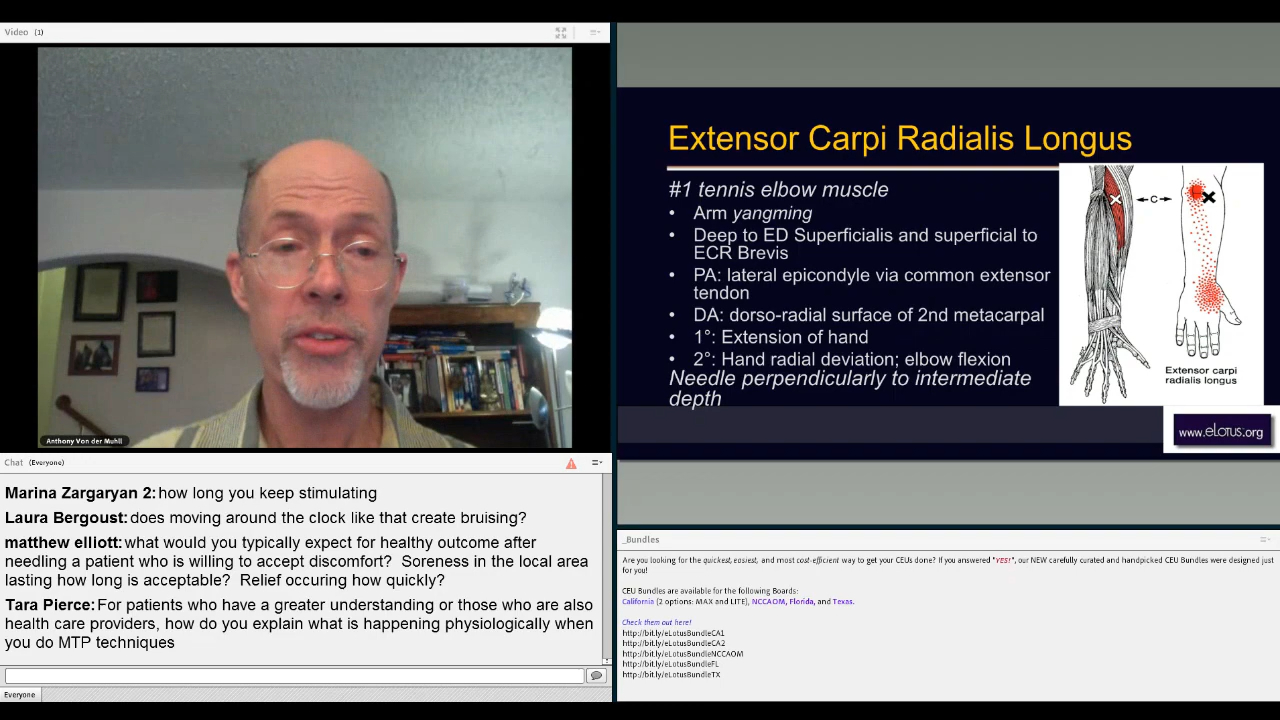 Video (1)
Anthony Von der Muhll
Chat (Everyone)
Marina Zargaryan 2: how long you keep stimulating
Laura Bergoust: does moving around the clock like that create bruising?
matthew elliott: what would you typically expect for healthy outcome after
needling a patient who is willing to accept discomfort? Soreness in the local area
lasting how long is acceptable? Relief occuring how quickly?
Tara Pierce: For patients who have a greater understanding or those who are also
health care providers, how do you explain what is happening physiologically when
you do MTP techniques
Everyone
Extensor Carpi Radialis Longus
#1 tennis elbow muscle
• Arm yangming
• Deep to ED Superficialis and superficial to
ECR Brevis
• PA: lateral epicondyle via common extensor
tendon
• DA: dorso-radial surface of 2nd metacarpal
• 1°: Extension of hand
• 2°: Hand radial deviation; elbow flexion
Needle perpendicularly to intermediate
depth
C
Extensor carpi
radialis longus
www.eLotus.org
_Bundles
Are you looking for the quickest, easiest, and most cost-efficient way to get your CEUs done? If you answered "YES!", our NEW carefully curated and handpicked CEU Bundles were designed just
for you!
CEU Bundles are available for the following Boards:
California (2 options: MAX and LITE), NCCAOM, Florida, and Texas.
Check them out here!
http://bit.ly/eLotusBundleCA1
http://bit.ly/eLotusBundleCA2
http://bit.ly/eLotusBundleNCCAOM
http://bit.ly/eLotusBundleFL
http://bit.ly/eLotusBundleTX